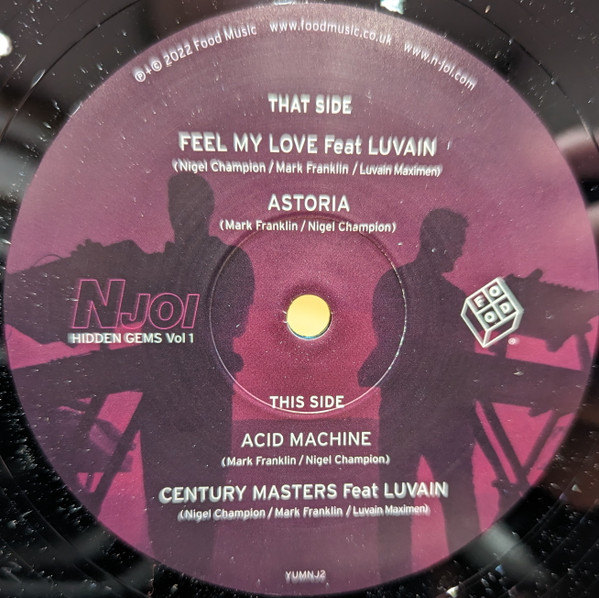 ℗+© 2022 Food Music www.foodmusic.co.uk www.n-joi.com
THAT SIDE
FEEL MY LOVE Feat LUVAIN
(Nigel Champion / Mark Franklin / Luvain Maximen)
ASTORIA
(Mark Franklin / Nigel Champion)
NJOI
HIDDEN GEMS Vol 1
FOOD
THIS SIDE
ACID MACHINE
(Mark Franklin / Nigel Champion)
CENTURY MASTERS Feat LUVAIN
(Nigel Champion / Mark Franklin / Luvain Maximen)
YUMNJ2